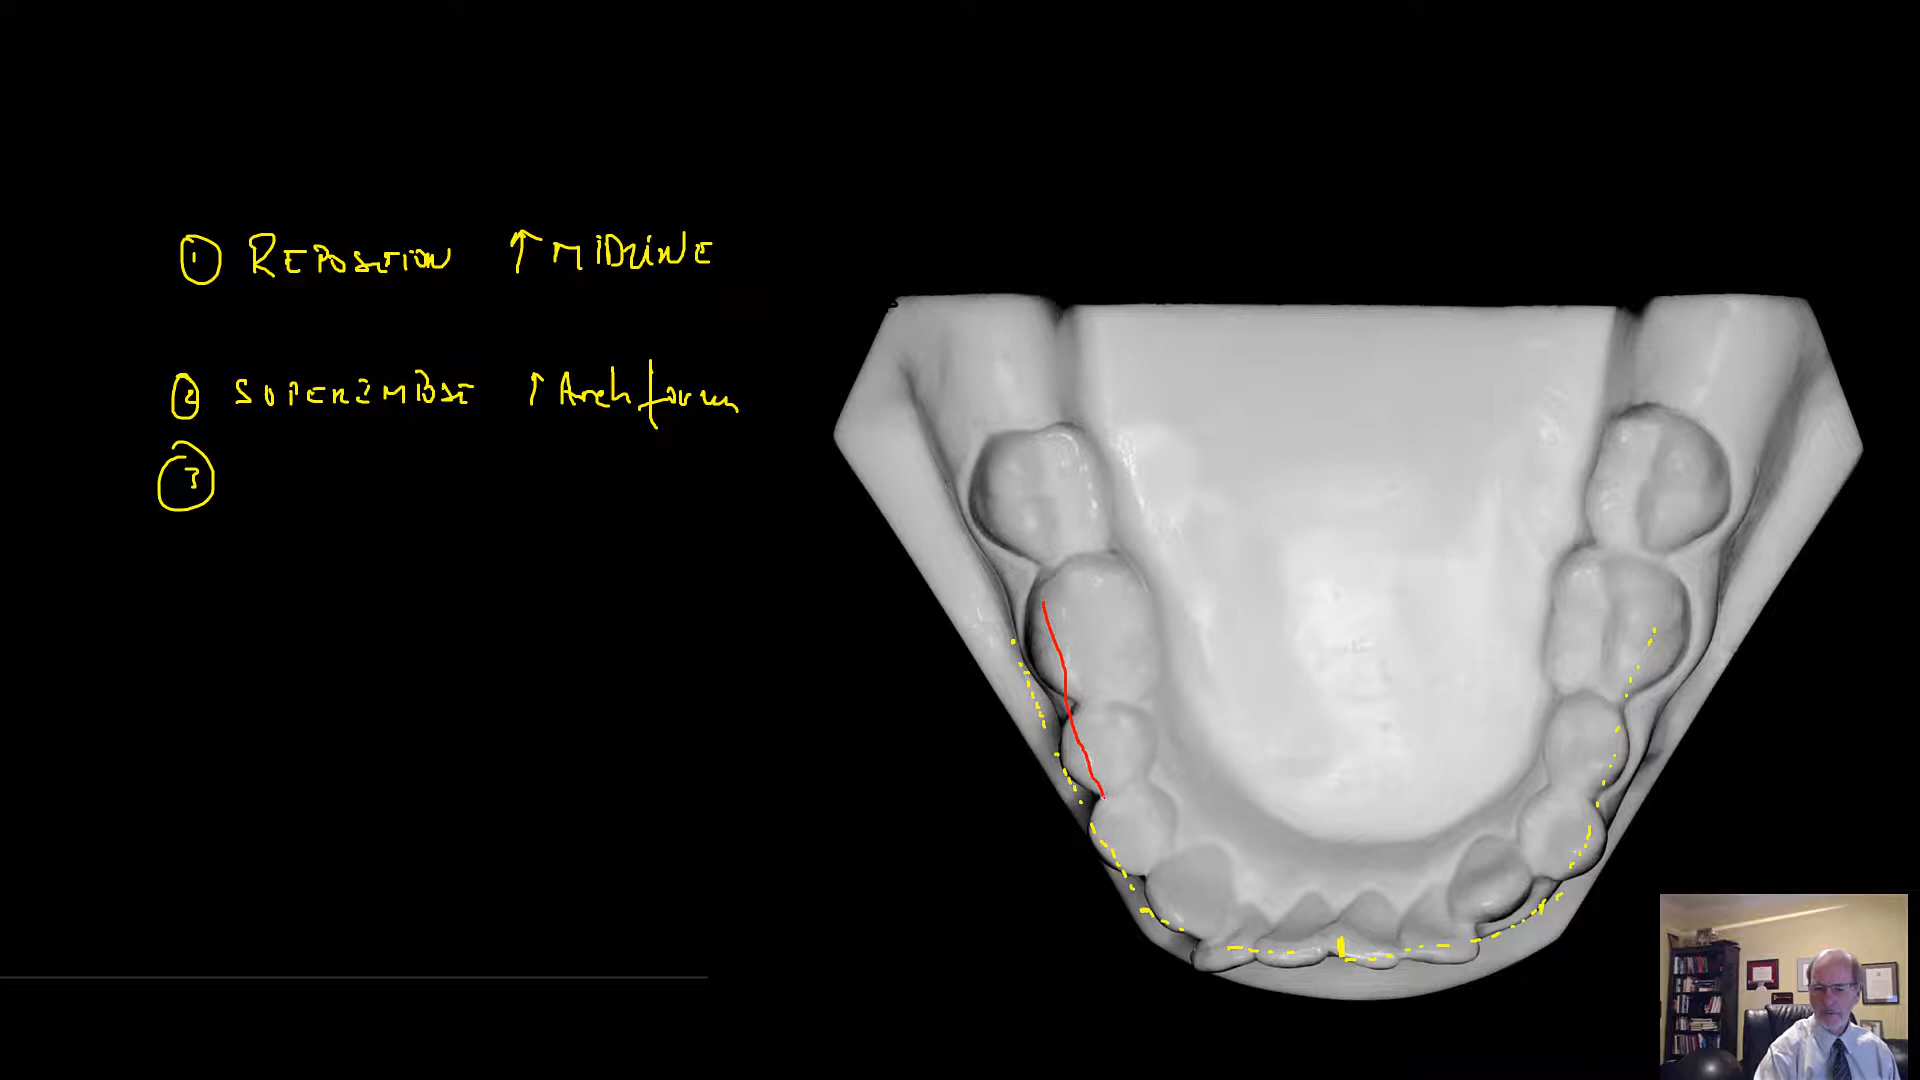 ① REPOSITION ↑ MIDLINE
② SUPERIMPOSE ↑ Arch form
③